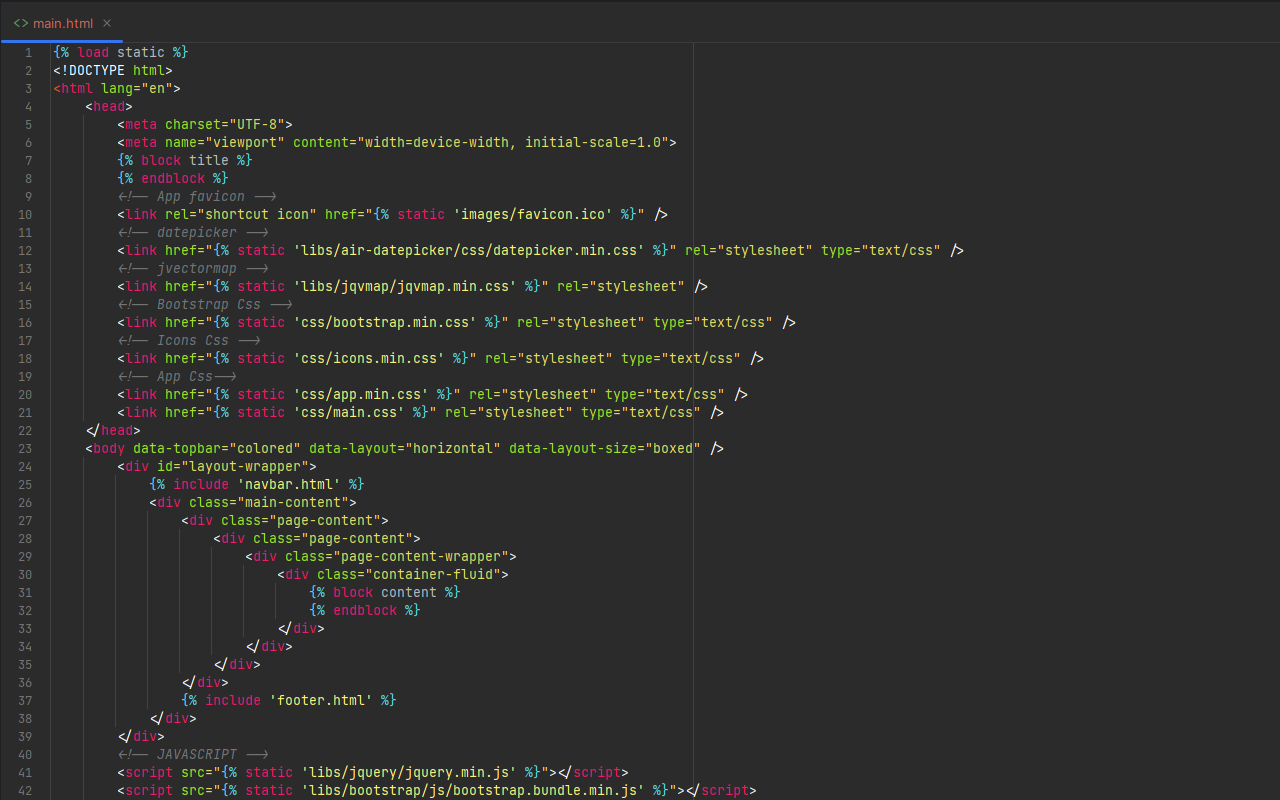 <> main.html ×
1 {% load static %}
2 <!DOCTYPE html>
3 <html lang="en">
4     <head>
5         <meta charset="UTF-8">
6         <meta name="viewport" content="width=device-width, initial-scale=1.0">
7         {% block title %}
8         {% endblock %}
9         <!-- App favicon -->
10         <link rel="shortcut icon" href="{% static 'images/favicon.ico' %}" />
11         <!-- datepicker -->
12         <link href="{% static 'libs/air-datepicker/css/datepicker.min.css' %}" rel="stylesheet" type="text/css" />
13         <!-- jvectormap -->
14         <link href="{% static 'libs/jqvmap/jqvmap.min.css' %}" rel="stylesheet" />
15         <!-- Bootstrap Css -->
16         <link href="{% static 'css/bootstrap.min.css' %}" rel="stylesheet" type="text/css" />
17         <!-- Icons Css -->
18         <link href="{% static 'css/icons.min.css' %}" rel="stylesheet" type="text/css" />
19         <!-- App Css-->
20         <link href="{% static 'css/app.min.css' %}" rel="stylesheet" type="text/css" />
21         <link href="{% static 'css/main.css' %}" rel="stylesheet" type="text/css" />
22     </head>
23     <body data-topbar="colored" data-layout="horizontal" data-layout-size="boxed" />
24         <div id="layout-wrapper">
25             {% include 'navbar.html' %}
26             <div class="main-content">
27                 <div class="page-content">
28                     <div class="page-content">
29                         <div class="page-content-wrapper">
30                             <div class="container-fluid">
31                                 {% block content %}
32                                 {% endblock %}
33                             </div>
34                         </div>
35                     </div>
36                 </div>
37                 {% include 'footer.html' %}
38             </div>
39         </div>
40         <!-- JAVASCRIPT -->
41         <script src="{% static 'libs/jquery/jquery.min.js' %}"></script>
42         <script src="{% static 'libs/bootstrap/js/bootstrap.bundle.min.js' %}"></script>